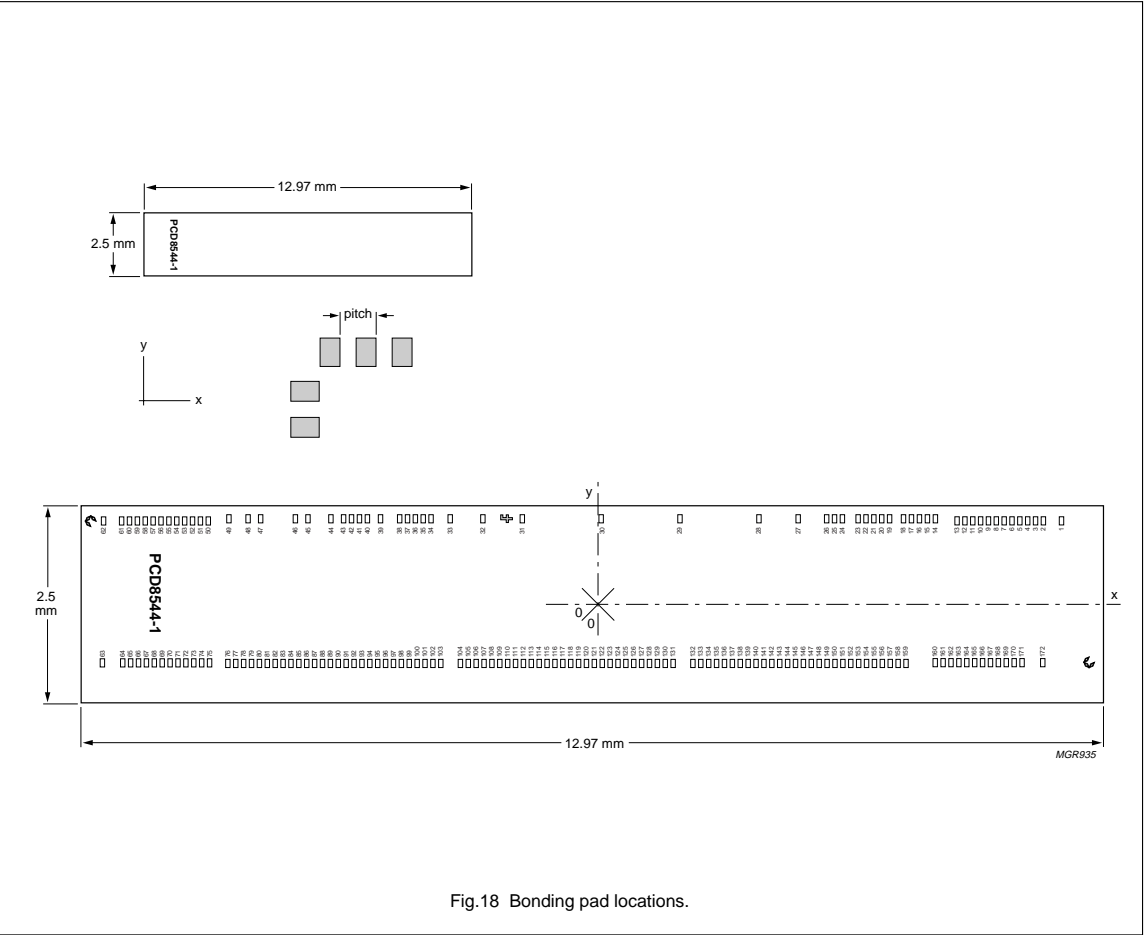 12.97 mm
2.5 mm
PCD8544-1
pitch
y
x
y
62 61 60 59 58 57 56 55 54 53 52 51 50 49 48 47 46 45 44 43 42 41 40 39 38 37 36 35 34 33 32 31 30 29 28 27 26 25 24 23 22 21 20 19 18 17 16 15 14 13 12 11 10 9 8 7 6 5 4 3 2 1
PCD8544-1
2.5
mm
x
0
0
63 64 65 66 67 68 69 70 71 72 73 74 75 76 77 78 79 80 81 82 83 84 85 86 87 88 89 90 91 92 93 94 95 96 97 98 99 100 101 102 103 104 105 106 107 108 109 110 111 112 113 114 115 116 117 118 119 120 121 122 123 124 125 126 127 128 129 130 131 132 133 134 135 136 137 138 139 140 141 142 143 144 145 146 147 148 149 150 151 152 153 154 155 156 157 158 159 160 161 162 163 164 165 166 167 168 169 170 171 172
12.97 mm
MGR935
Fig.18 Bonding pad locations.